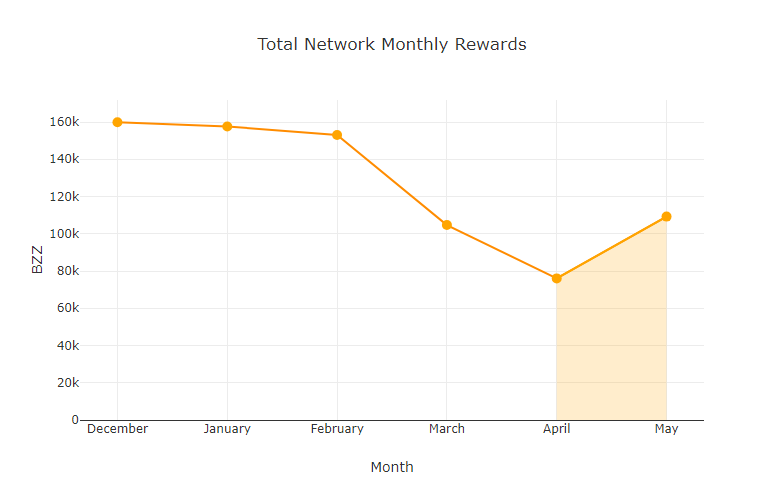 Total Network Monthly Rewards
160k
140k
120k
100k
80k
60k
40k
20k
0
BZZ
December January February March April May
Month